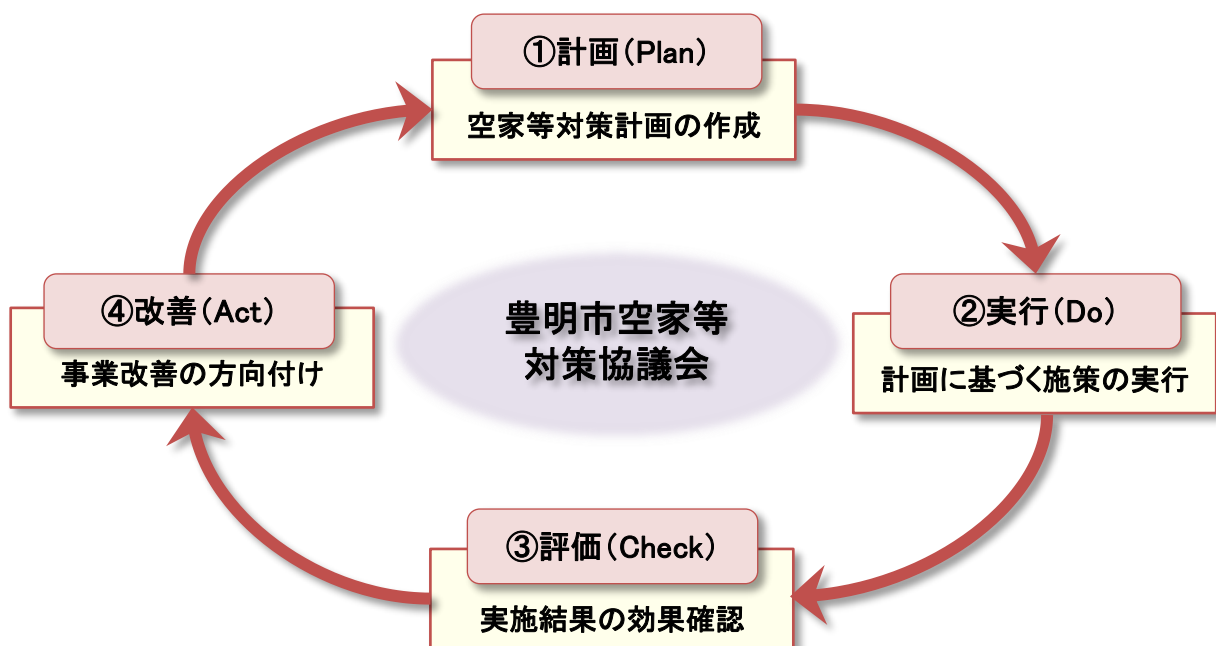 ①計画(Plan)
空家等対策計画の作成
②実行(Do)
計画に基づく施策の実行
③評価(Check)
実施結果の効果確認
④改善(Act)
事業改善の方向付け
豊明市空家等
対策協議会